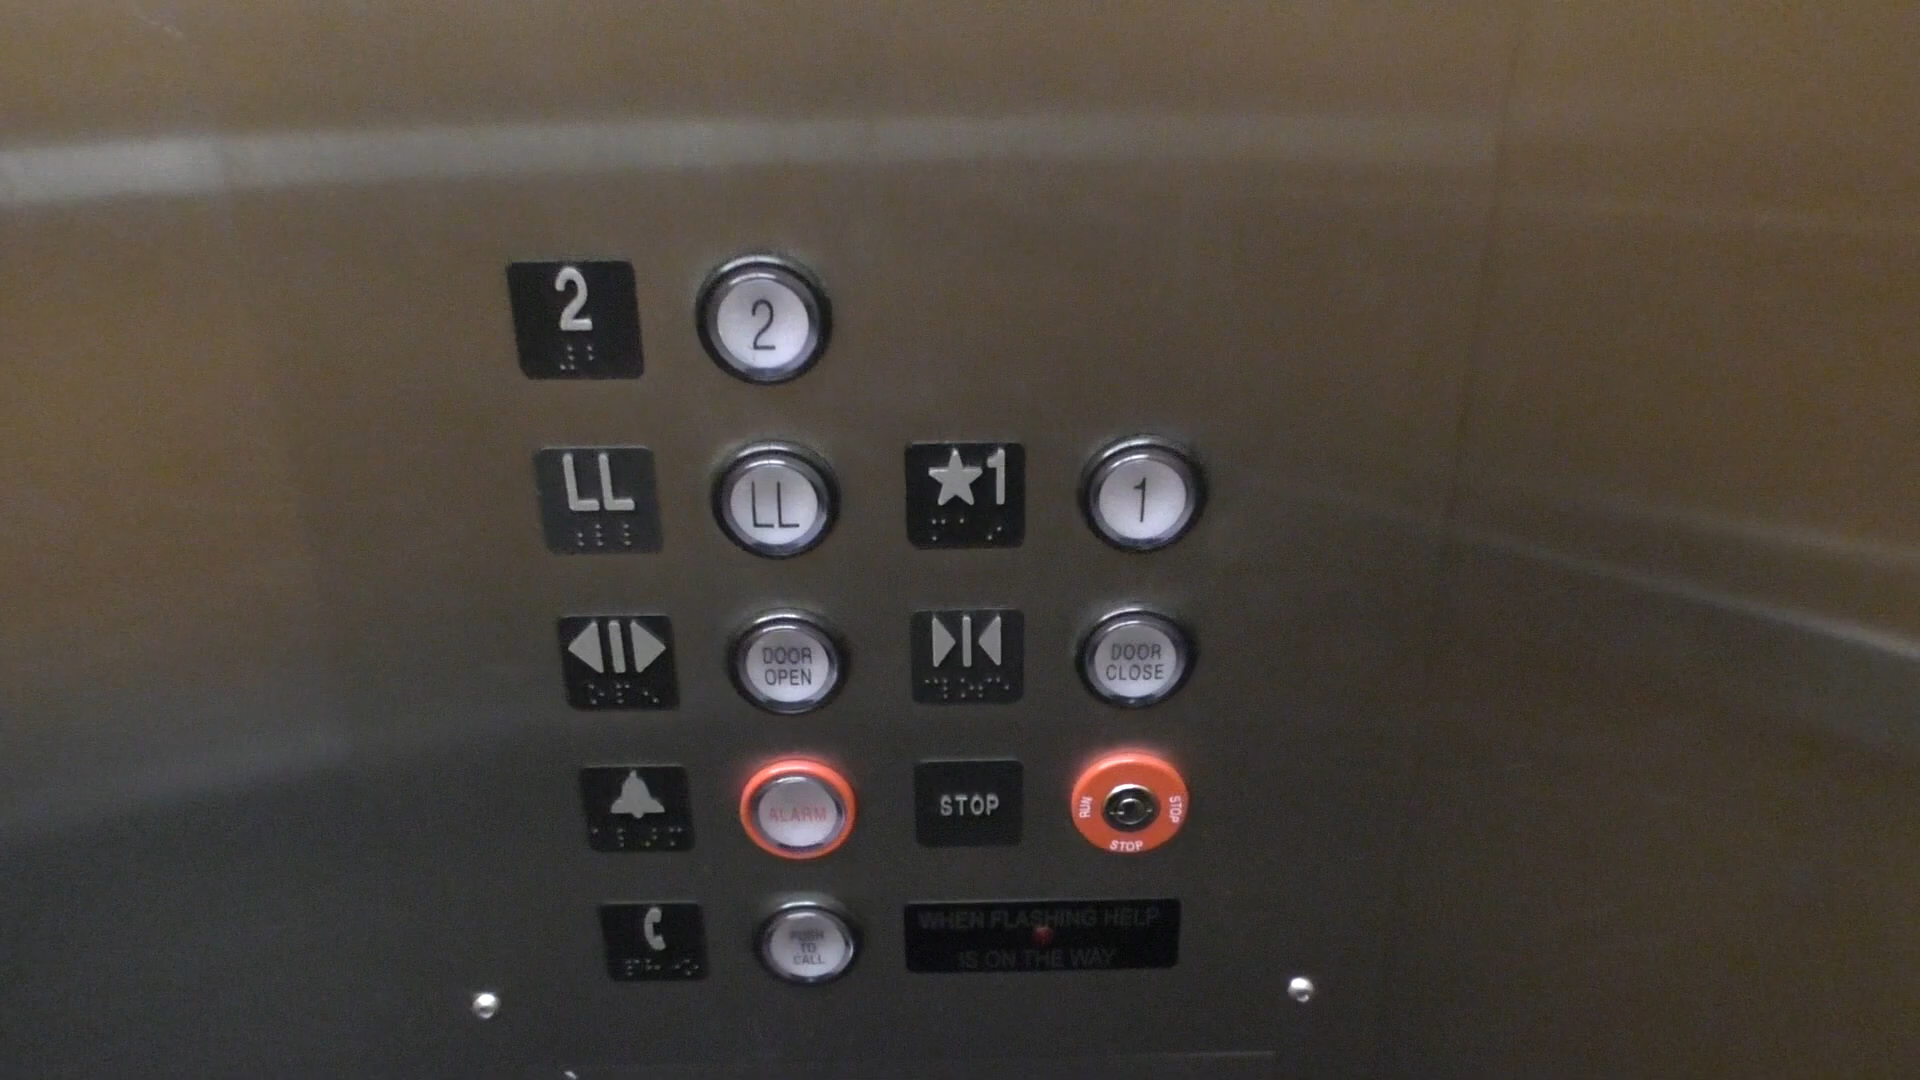 2 2
LL LL ★1 1
DOOR
OPEN
DOOR
CLOSE
ALARM
STOP
RUN
STOP
STOP
PUSH
TO
CALL
WHEN FLASHING HELP
IS ON THE WAY